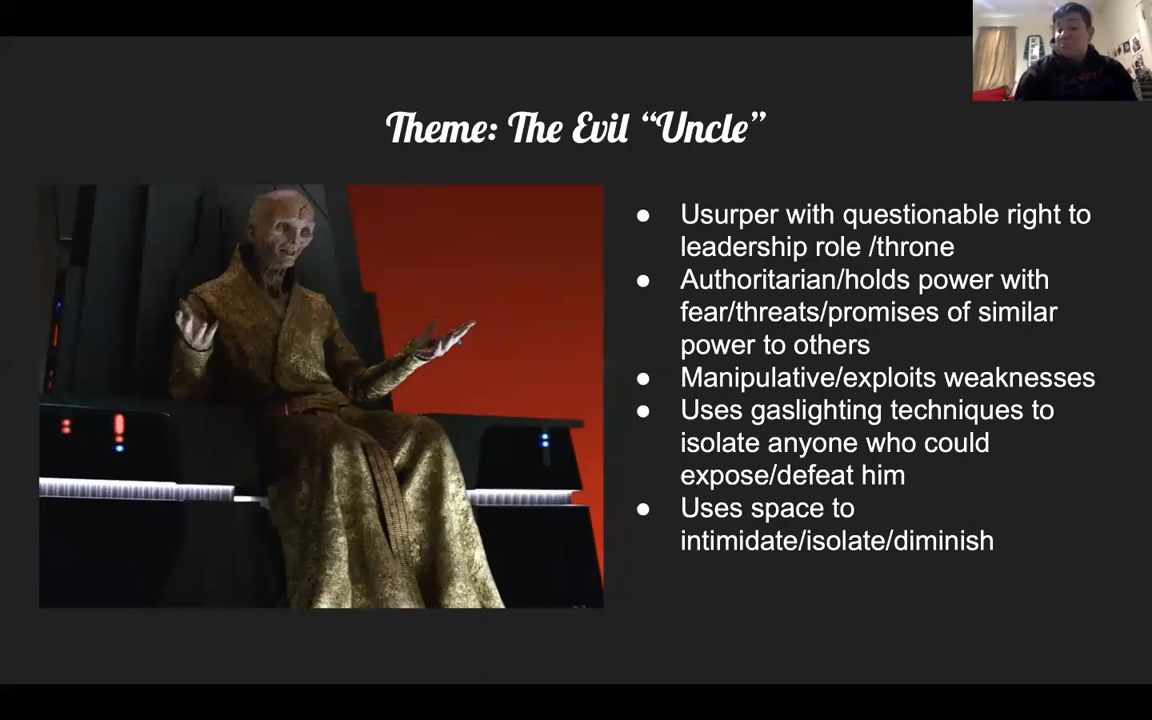 Theme: The Evil “Uncle”
● Usurper with questionable right to
leadership role /throne
● Authoritarian/holds power with
fear/threats/promises of similar
power to others
● Manipulative/exploits weaknesses
● Uses gaslighting techniques to
isolate anyone who could
expose/defeat him
● Uses space to
intimidate/isolate/diminish